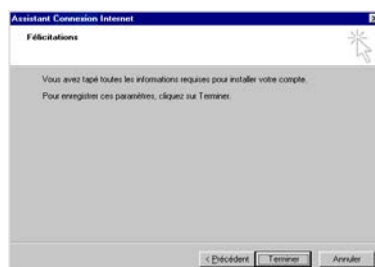 Assistant Connexion Internet
Félicitations
Vous avez tapé toutes les informations requises pour installer votre compte.
Pour enregistrer ces paramètres, cliquez sur Terminer.
< Précédent Terminer Annuler